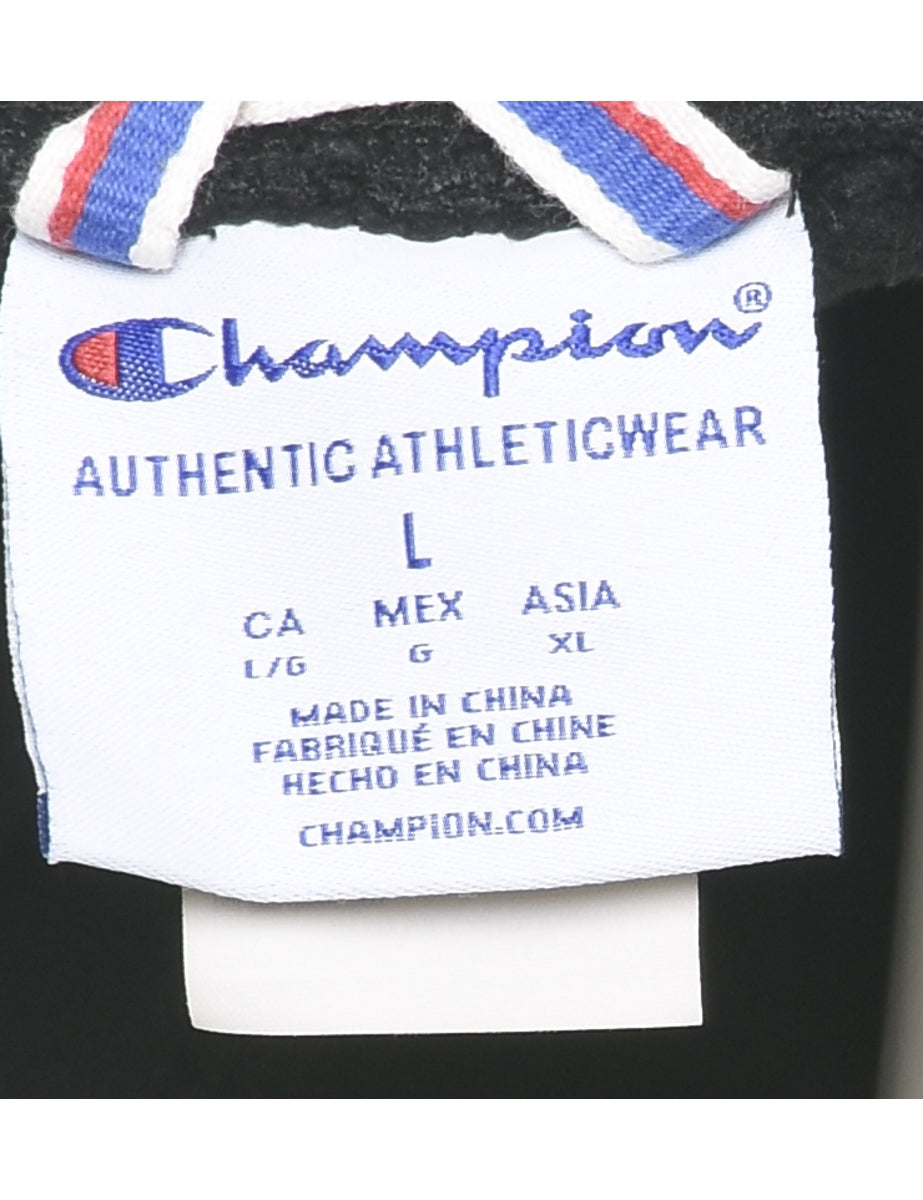 Champion®
AUTHENTIC ATHLETICWEAR
L
CA MEX ASIA
L/G G XL
MADE IN CHINA
FABRIQUÉ EN CHINE
HECHO EN CHINA
CHAMPION.COM